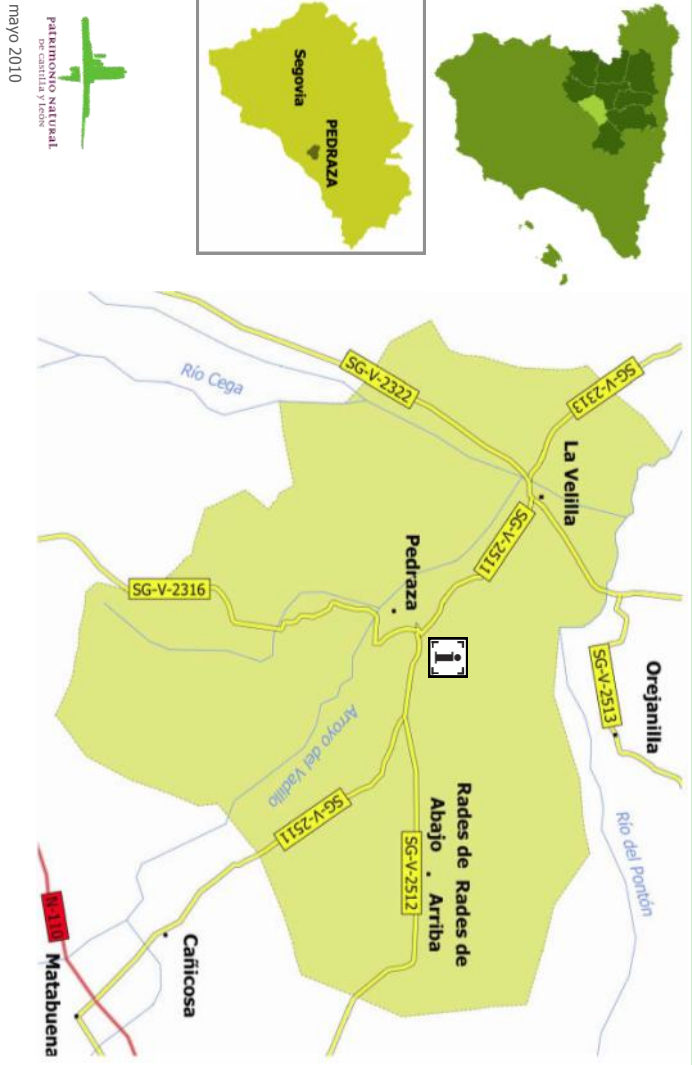 Segovia
PEDRAZA
PATRIMONIO NATURAL
DE CASTILLA Y LEÓN
mayo 2010
SG-V-2313
La Velilla
SG-V-2322
Río Cega
SG-V-2511
Pedraza
SG-V-2316
i
Orejanilla
SG-V-2513
Río del Pontón
Arroyo del Vadillo
Rades de Abajo
Rades de Arriba
SG-V-2512
SG-V-2511
Cañicosa
N-110
Matabuena